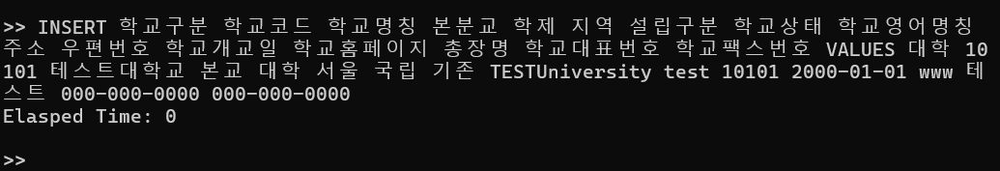 >> INSERT 학교구분 학교코드 학교명칭 본분교 학제 지역 설립구분 학교상태 학교영어명칭
주소 우편번호 학교개교일 학교홈페이지 총장명 학교대표번호 학교팩스번호 VALUES 대학 10
101 테스트대학교 본교 대학 서울 국립 기존 TESTUniversity test 10101 2000-01-01 www 테
스트 000-000-0000 000-000-0000
Elasped Time: 0
>>